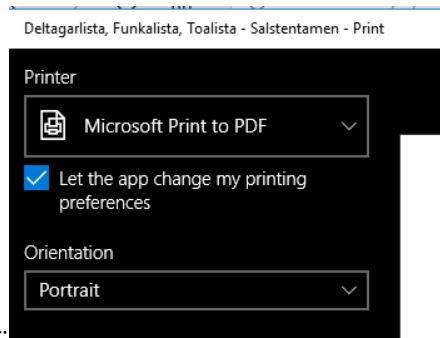 Deltagarlista, Funkalista, Toalista - Salstentamen - Print
Printer
Microsoft Print to PDF
Let the app change my printing
preferences
Orientation
Portrait
..